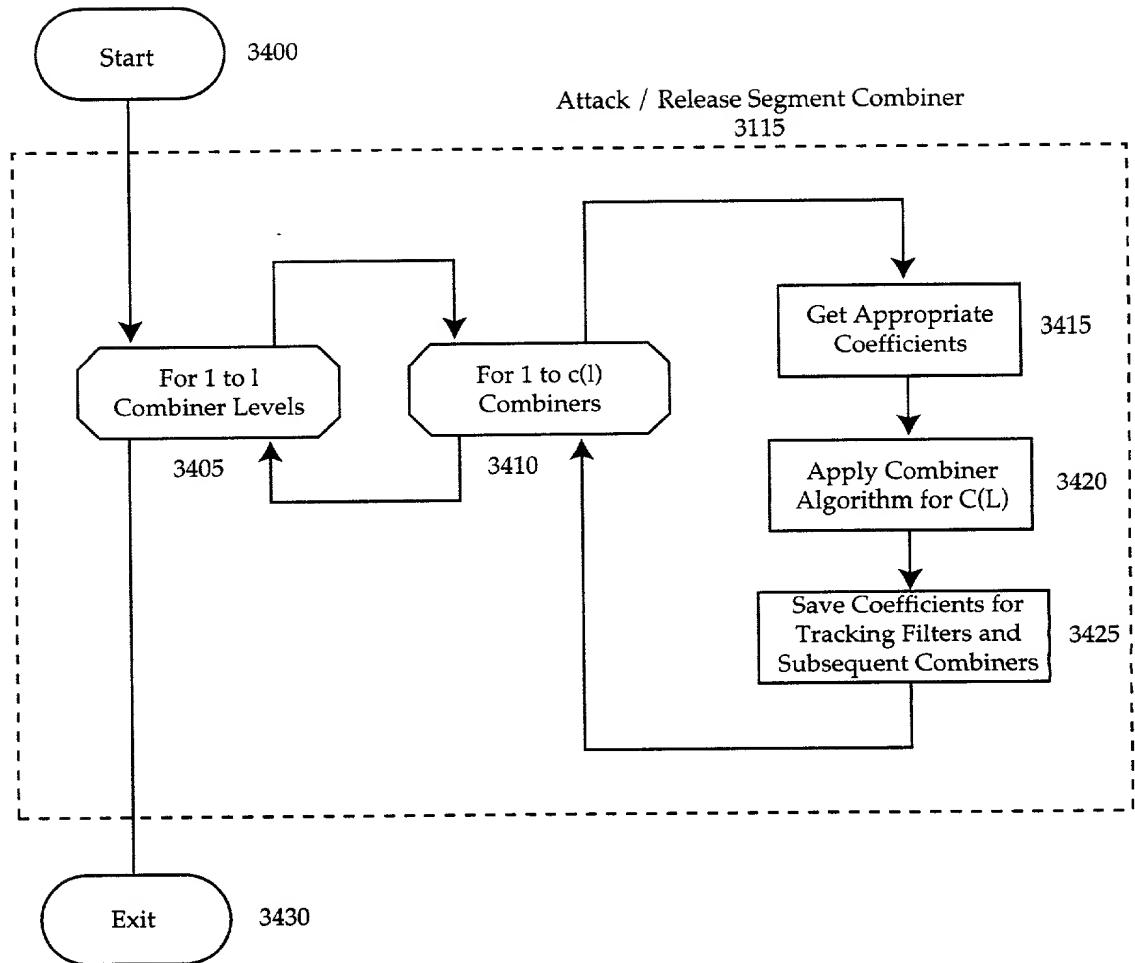 Start
3400
Attack / Release Segment Combiner
3115
For 1 to l
Combiner Levels
3405
For 1 to c(l)
Combiners
3410
Get Appropriate
Coefficients
3415
Apply Combiner
Algorithm for C(L)
3420
Save Coefficients for
Tracking Filters and
Subsequent Combiners
3425
Exit
3430